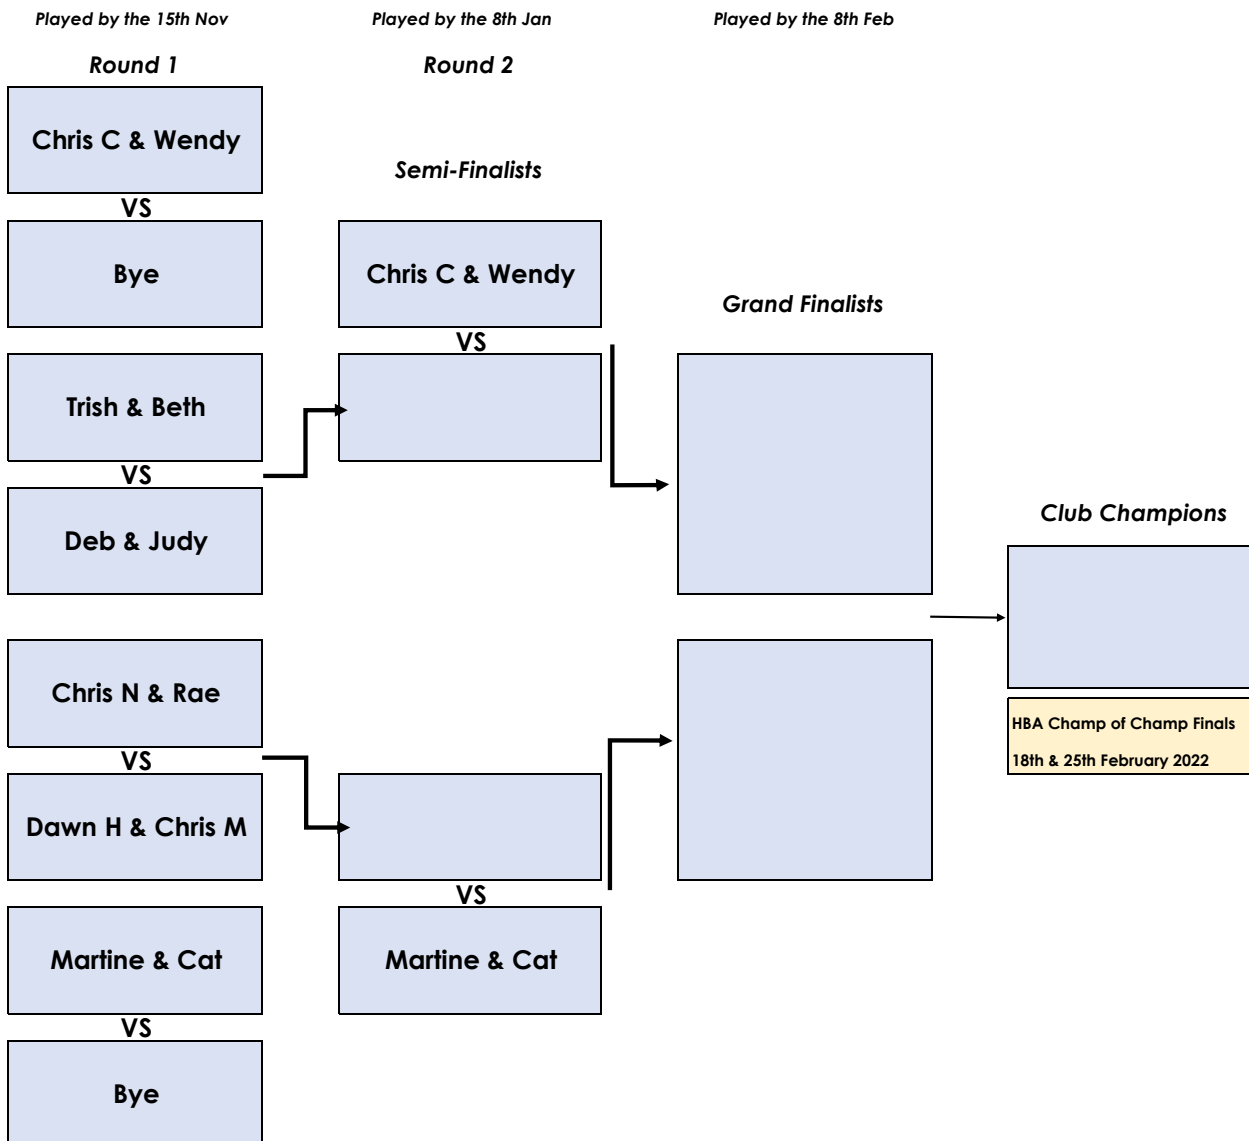 Played by the 15th Nov
Played by the 8th Jan
Played by the 8th Feb
Round 1
Round 2
Chris C & Wendy
VS
Bye
Trish & Beth
VS
Deb & Judy
Chris N & Rae
VS
Dawn H & Chris M
Martine & Cat
VS
Bye
Semi-Finalists
Chris C & Wendy
VS
VS
Martine & Cat
Grand Finalists
Club Champions
HBA Champ of Champ Finals
18th & 25th February 2022